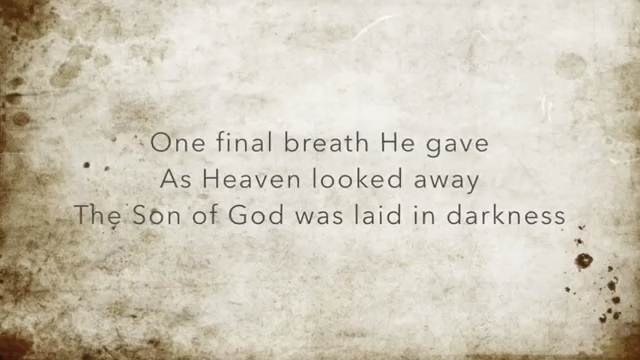 One final breath He gave
As Heaven looked away
The Son of God was laid in darkness